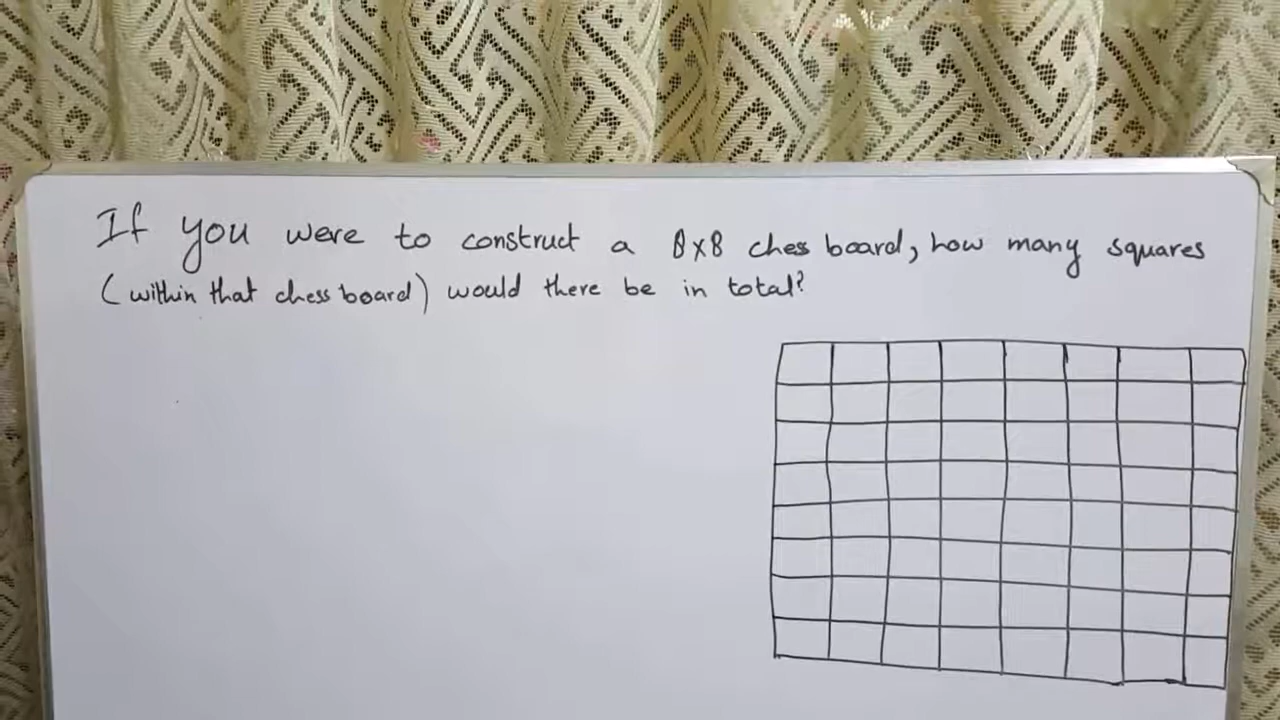 If you were to construct a 8x8 chess board, how many squares
(within that chess board) would there be in total?